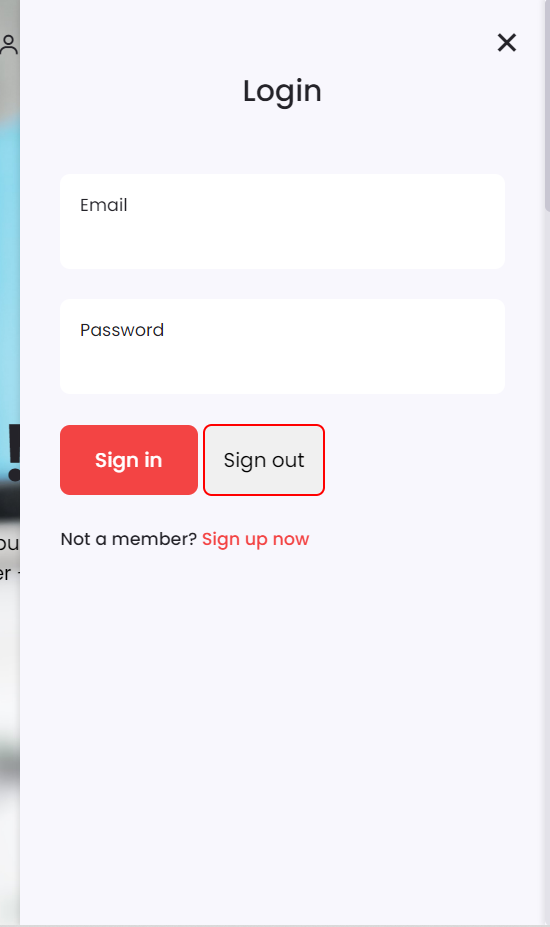 Login
Email
Password
Sign in Sign out
Not a member? Sign up now